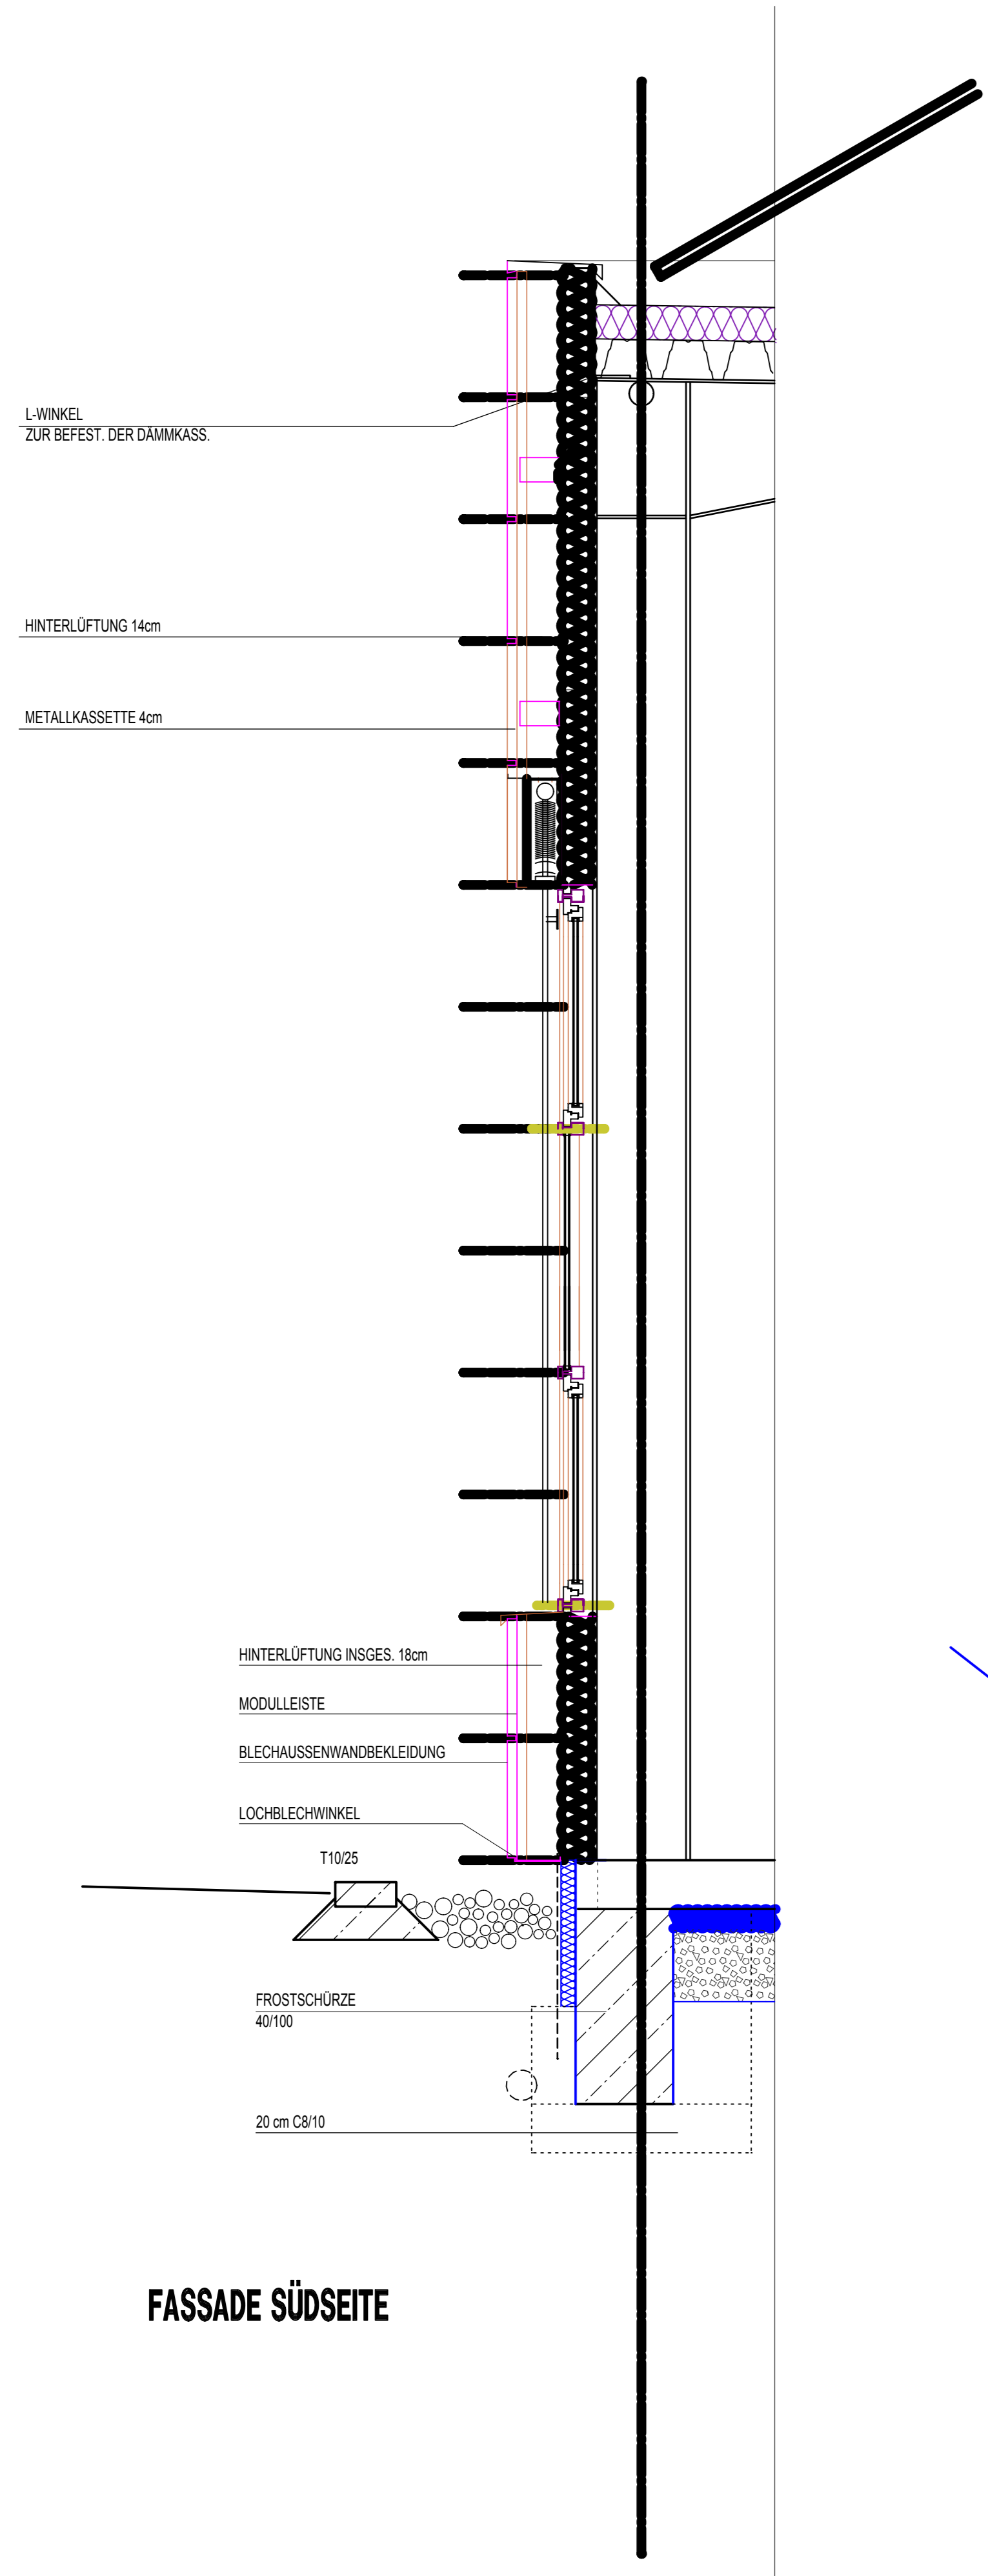 L-WINKEL
ZUR BEFEST. DER DÄMMKASS.
HINTERLÜFTUNG 14cm
METALLKASSETTE 4cm
HINTERLÜFTUNG INSGES. 18cm
MODULLEISTE
BLECHAUSSENWANDBEKLEIDUNG
LOCHBLECHWINKEL
T10/25
FROSTSCHÜRZE
40/100
20 cm C8/10
FASSADE SÜDSEITE